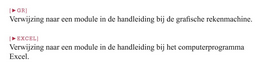 [►GR]
Verwijzing naar een module in de handleiding bij de grafische rekenmachine.
[►EXCEL]
Verwijzing naar een module in de handleiding bij het computerprogramma
Excel.